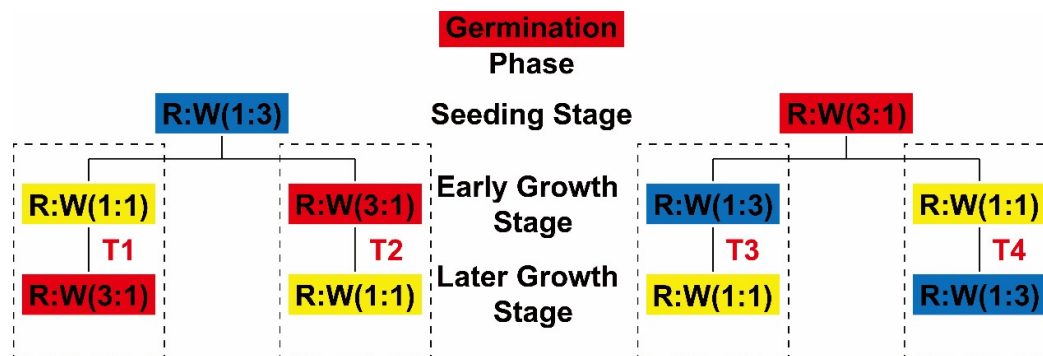 Germination
Phase
R:W(1:3)
Seeding Stage
R:W(3:1)
R:W(1:1)
R:W(3:1)
Early Growth
Stage
R:W(1:3)
R:W(1:1)
T1
T2
T3
T4
R:W(3:1)
R:W(1:1)
Later Growth
Stage
R:W(1:1)
R:W(1:3)